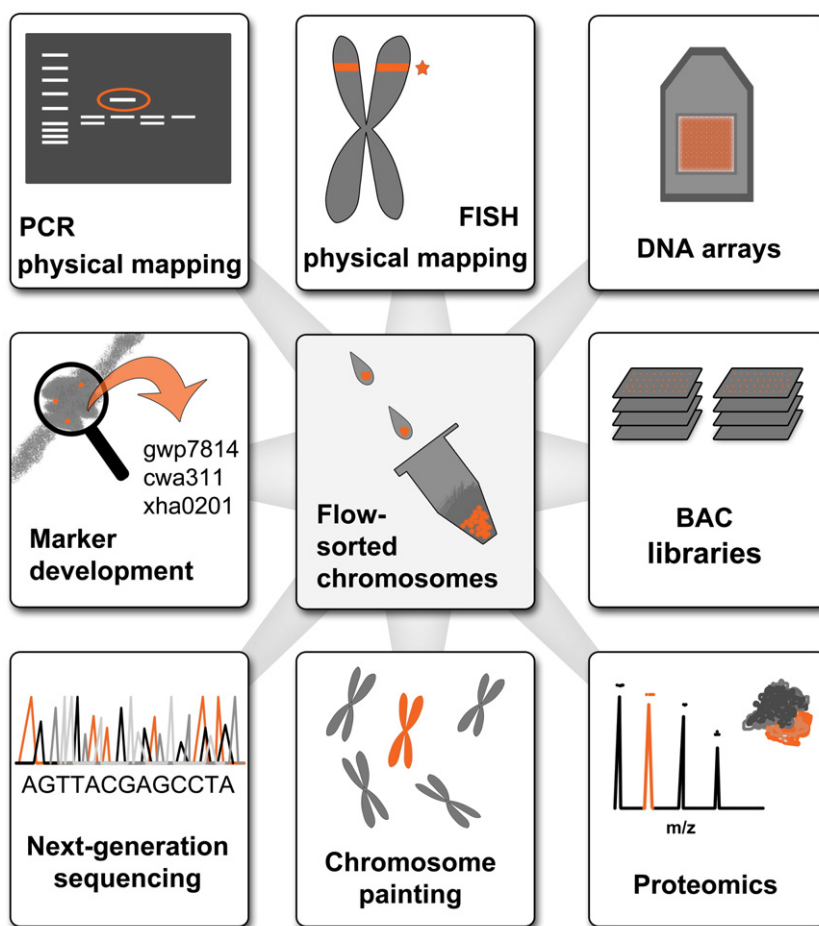 PCR
physical mapping
FISH
physical mapping
DNA arrays
gwp7814
cwa311
xha0201
Marker
development
Flow-
sorted
chromosomes
BAC
libraries
AGTTACGAGCCTA
Next-generation
sequencing
Chromosome
painting
m/z
Proteomics